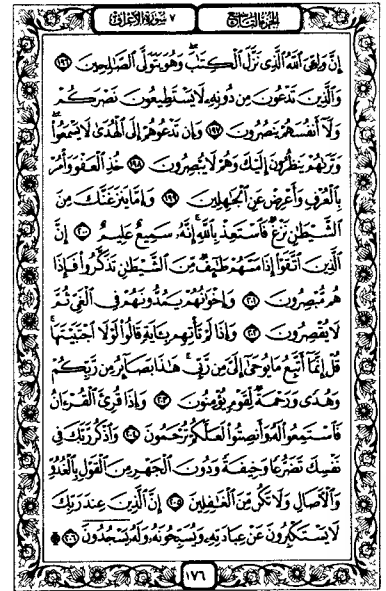 الجزء التاسع
٧ سورة الأعراف
إِنَّ وَلِـِّۧيَ ٱللَّهُ ٱلَّذِي نَزَّلَ ٱلْكِتَٰبَ وَهُوَ يَتَوَلَّى ٱلصَّٰلِحِينَ ١٩٦
وَٱلَّذِينَ تَدْعُونَ مِن دُونِهِۦ لَا يَسْتَطِيعُونَ نَصْرَكُمْ
وَلَآ أَنفُسَهُمْ يَنصُرُونَ ١٩٧ وَإِن تَدْعُوهُمْ إِلَى ٱلْهُدَىٰ لَا يَسْمَعُوا۟
وَتَرَىٰهُمْ يَنظُرُونَ إِلَيْكَ وَهُمْ لَا يُبْصِرُونَ ١٩٨ خُذِ ٱلْعَفْوَ وَأْمُرْ
بِٱلْعُرْفِ وَأَعْرِضْ عَنِ ٱلْجَٰهِلِينَ ١٩٩ وَإِمَّا يَنزَغَنَّكَ مِنَ
ٱلشَّيْطَٰنِ نَزْغٌ فَٱسْتَعِذْ بِٱللَّهِ إِنَّهُۥ سَمِيعٌ عَلِيمٌ ٢٠٠ إِنَّ
ٱلَّذِينَ ٱتَّقَوْا۟ إِذَا مَسَّهُمْ طَٰٓئِفٌ مِّنَ ٱلشَّيْطَٰنِ تَذَكَّرُوا۟ فَإِذَا
هُم مُّبْصِرُونَ ٢٠١ وَإِخْوَٰنُهُمْ يَمُدُّونَهُمْ فِي ٱلْغَيِّ ثُمَّ
لَا يُقْصِرُونَ ٢٠٢ وَإِذَا لَمْ تَأْتِهِم بِـَٔايَةٍ قَالُوا۟ لَوْلَا ٱجْتَبَيْتَهَا
قُلْ إِنَّمَآ أَتَّبِعُ مَا يُوحَىٰٓ إِلَىَّ مِن رَّبِّي هَٰذَا بَصَآئِرُ مِن رَّبِّكُمْ
وَهُدًى وَرَحْمَةٌ لِّقَوْمٍ يُؤْمِنُونَ ٢٠٣ وَإِذَا قُرِئَ ٱلْقُرْءَانُ
فَٱسْتَمِعُوا۟ لَهُۥ وَأَنصِتُوا۟ لَعَلَّكُمْ تُرْحَمُونَ ٢٠٤ وَٱذْكُر رَّبَّكَ فِي
نَفْسِكَ تَضَرُّعًا وَخِيفَةً وَدُونَ ٱلْجَهْرِ مِنَ ٱلْقَوْلِ بِٱلْغُدُوِّ
وَٱلْءَاصَالِ وَلَا تَكُن مِّنَ ٱلْغَٰفِلِينَ ٢٠٥ إِنَّ ٱلَّذِينَ عِندَ رَبِّكَ
لَا يَسْتَكْبِرُونَ عَنْ عِبَادَتِهِۦ وَيُسَبِّحُونَهُۥ وَلَهُۥ يَسْجُدُونَ ٢٠٦
١٧٦